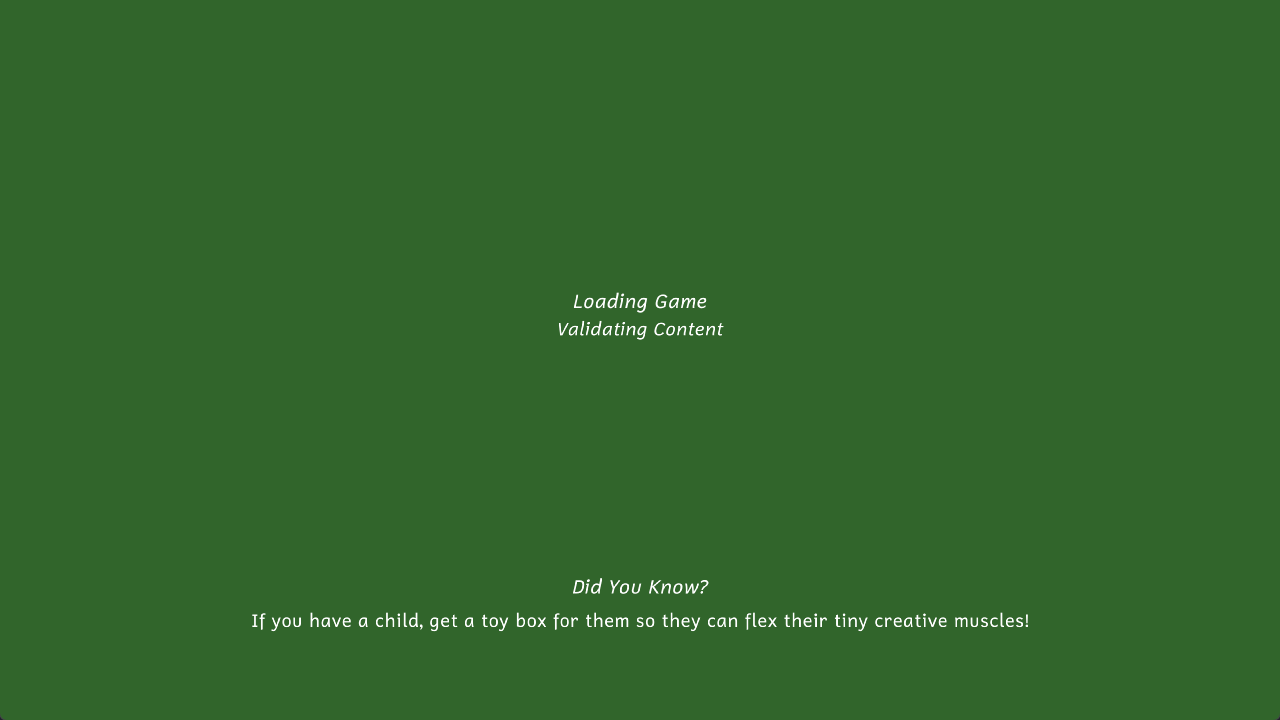 Loading Game
Validating Content
Did You Know?
If you have a child, get a toy box for them so they can flex their tiny creative muscles!